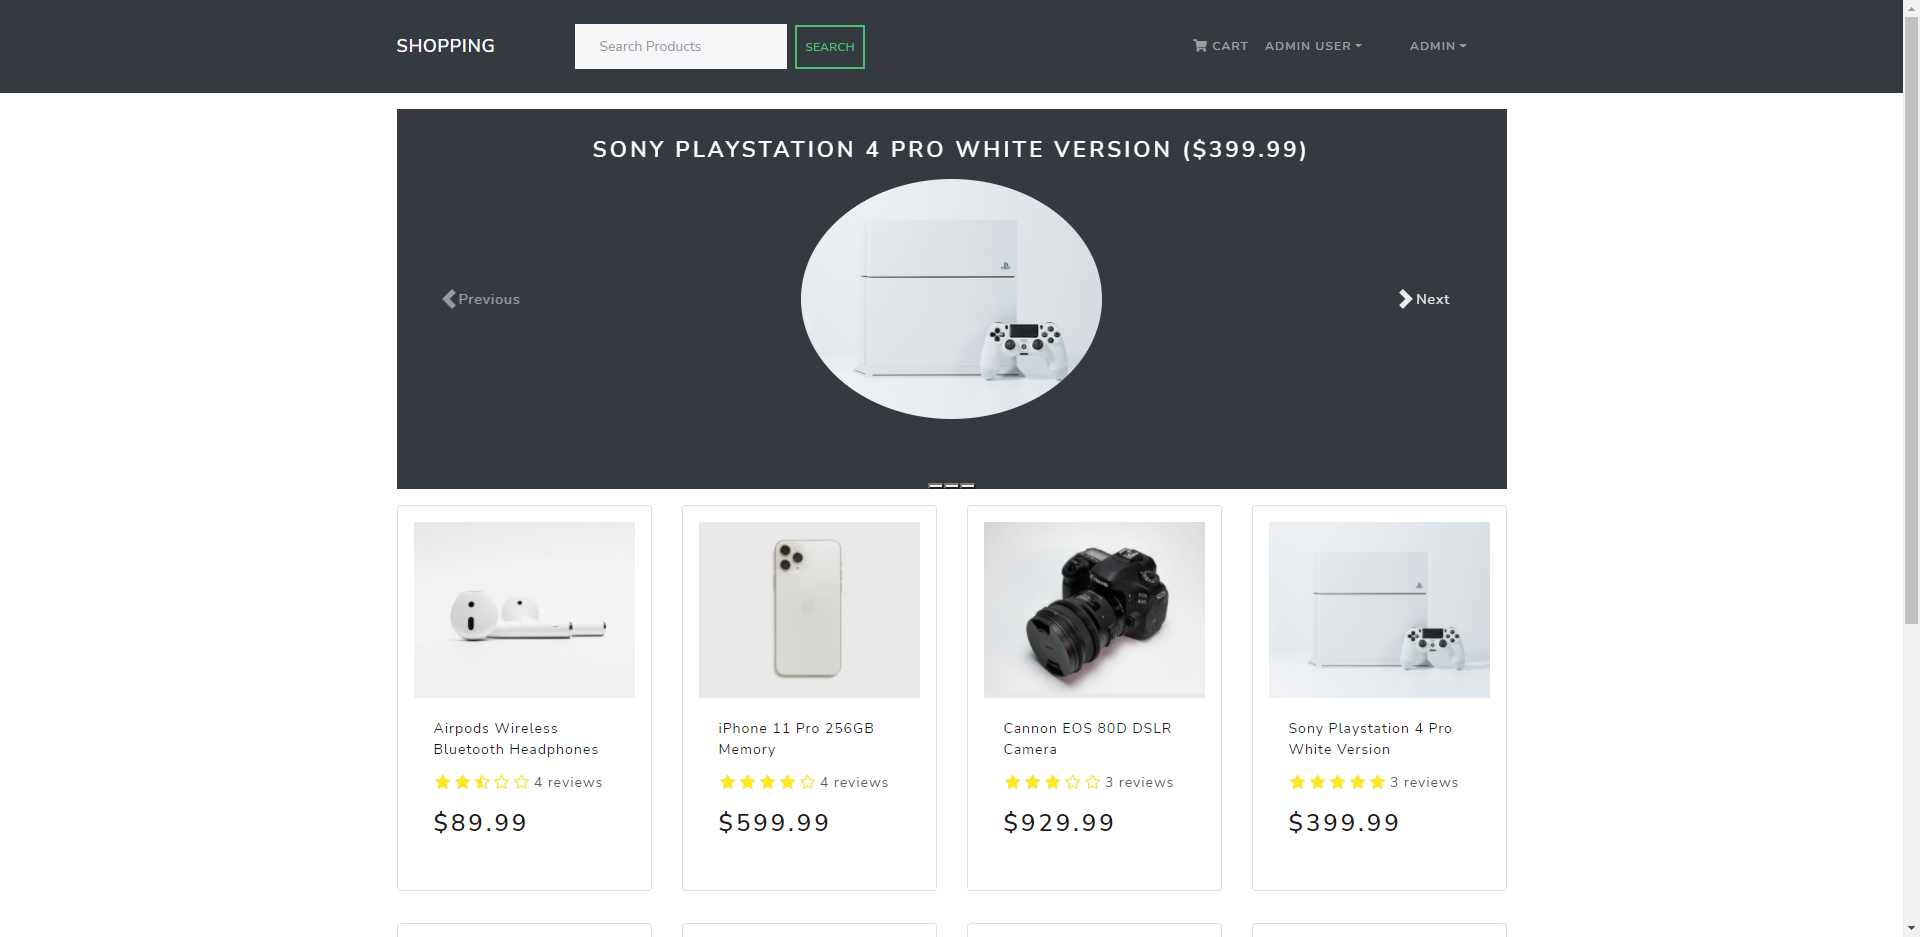 SHOPPING
Search Products
SEARCH
CART
ADMIN USER
ADMIN
SONY PLAYSTATION 4 PRO WHITE VERSION ($399.99)
Previous
Next
Airpods Wireless
Bluetooth Headphones
4 reviews
$89.99
iPhone 11 Pro 256GB
Memory
4 reviews
$599.99
Cannon EOS 80D DSLR
Camera
3 reviews
$929.99
Sony Playstation 4 Pro
White Version
3 reviews
$399.99